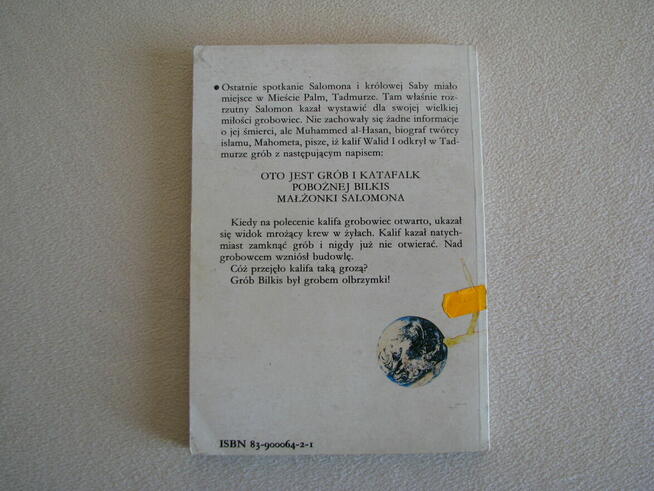 • Ostatnie spotkanie Salomona i królowej Saby miało
miejsce w Mieście Palm, Tadmurze. Tam właśnie roz-
rzutny Salomon kazał wystawić dla swojej wielkiej
miłości grobowiec. Nie zachowały się żadne informacje
o jej śmierci, ale Muhammed al-Hasan, biograf twórcy
islamu, Mahometa, pisze, iż kalif Walid I odkrył w Tad-
murze grób z następującym napisem:
OTO JEST GRÓB I KATAFALK
POBOŻNEJ BILKIS
MAŁŻONKI SALOMONA
Kiedy na polecenie kalifa grobowiec otwarto, ukazał
się widok mrożący krew w żyłach. Kalif kazał natych-
miast zamknąć grób i nigdy już nie otwierać. Nad
grobowcem wzniósł budowlę.
Cóż przejęło kalifa taką grozą?
Grób Bilkis był grobem olbrzymki!
ISBN 83-900064-2-1